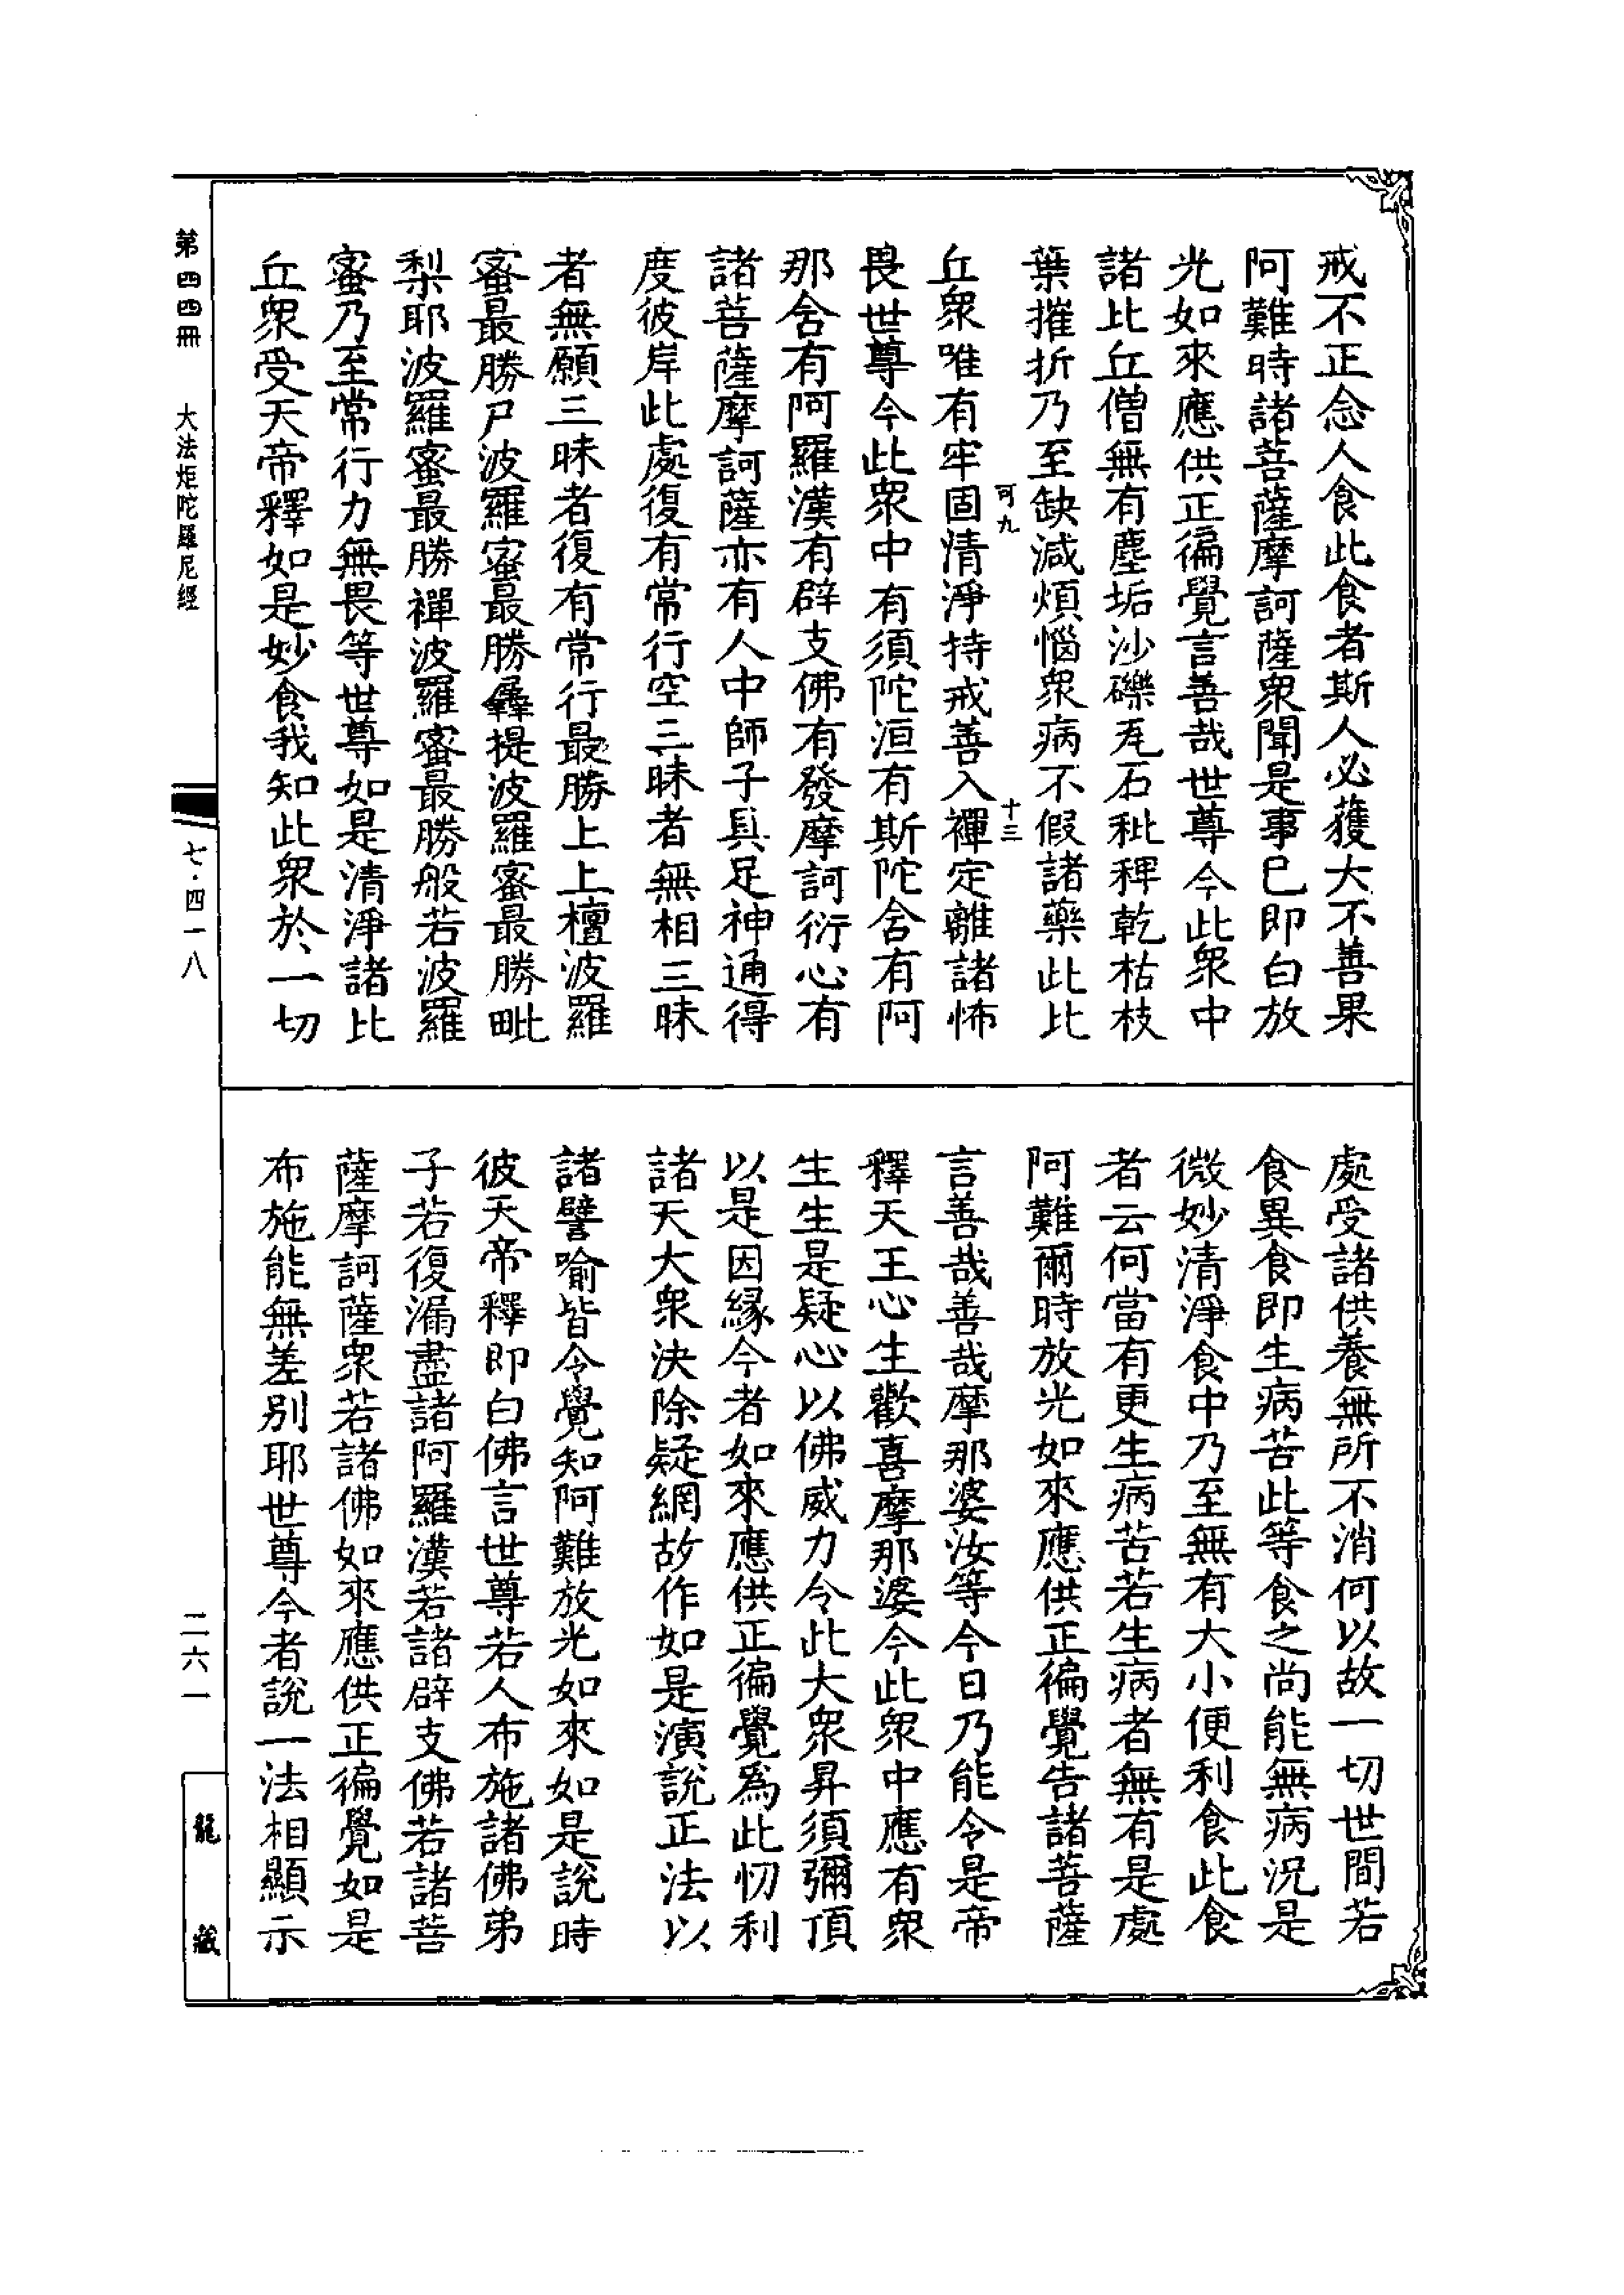 戒不正念人食此食者斯人必獲大不善果
阿難時諸菩薩摩訶薩衆聞是事已即白放
光如來應供正徧覺言善哉世尊今此衆中
諸比丘僧無有塵垢沙礫瓦石秕稗乾枯枝
葉摧折乃至缺減煩惱衆病不假諸藥此比
可九
十三
丘衆唯有牢固清淨持戒善入禪定離諸怖
畏世尊今此衆中有須陀洹有斯陀含有阿
那含有阿羅漢有辟支佛有發摩訶衍心有
諸菩薩摩訶薩亦有人中師子具足神通得
度彼岸此處復有常行空三昧者無相三昧
者無願三昧者復有常行最勝上上檀波羅
蜜最勝尸波羅蜜最勝羼提波羅蜜最勝毗
梨耶波羅蜜最勝禪波羅蜜最勝般若波羅
蜜乃至常行力無畏等世尊如是清淨諸比
丘衆受天帝釋如是妙食我知此衆於一切
處受諸供養無所不消何以故一切世間若
食異食即生病苦此等食之尚能無病況是
微妙清淨食中乃至無有大小便利食此食
者云何當有更生病苦若生病者無有是處
阿難爾時放光如來應供正徧覺告諸菩薩
言善哉善哉摩那婆汝等今日乃能令是帝
釋天王心生歡喜摩那婆今此衆中應有衆
生生是疑心以佛威力令此大衆昇須彌頂
以是因緣今者如來應供正徧覺爲此忉利
諸天大衆決除疑網故作如是演說正法以
諸譬喻皆令覺知阿難放光如來如是說時
彼天帝釋即白佛言世尊若人布施諸佛弟
子若復漏盡諸阿羅漢若諸辟支佛若諸菩
薩摩訶薩衆若諸佛如來應供正徧覺如是
布施能無差別耶世尊今者說一法相顯示
第四四冊 大法炬陀羅尼經
七·四一八
二六一
龍藏